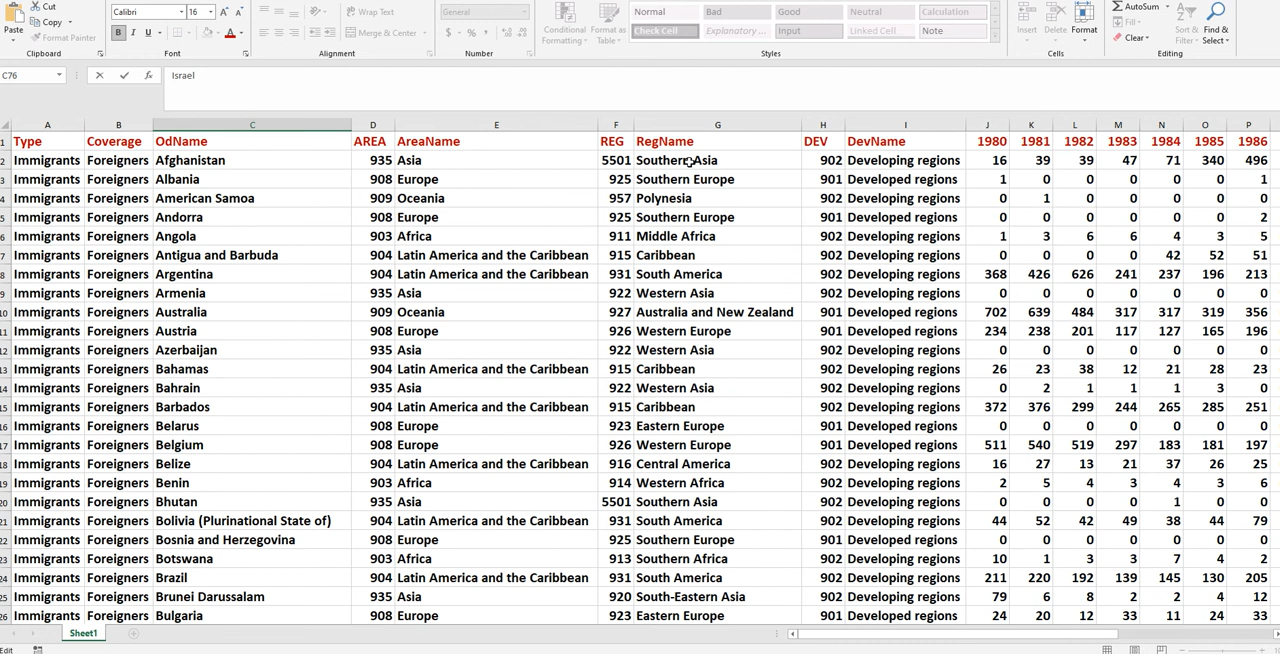 Cut
Copy
Paste
Format Painter
Clipboard
Calibri
16
A A
B I U
Font
Wrap Text
Merge & Center
Alignment
General
$ % ,
Number
Conditional Formatting
Format as Table
Normal Bad Good Neutral Calculation
Check Cell Explanatory ... Input Linked Cell Note
Styles
Insert Delete Format
Cells
AutoSum
Fill
Clear
Sort & Filter
Find & Select
Editing
C76
fx
Israel
A B C D E F G H I J K L M N O P
1 Type Coverage OdName AREA AreaName REG RegName DEV DevName 1980 1981 1982 1983 1984 1985 1986
2 Immigrants Foreigners Afghanistan 935 Asia 5501 Southern Asia 902 Developing regions 16 39 39 47 71 340 496
3 Immigrants Foreigners Albania 908 Europe 925 Southern Europe 901 Developed regions 1 0 0 0 0 0 1
4 Immigrants Foreigners American Samoa 909 Oceania 957 Polynesia 902 Developing regions 0 1 0 0 0 0 0
5 Immigrants Foreigners Andorra 908 Europe 925 Southern Europe 901 Developed regions 0 0 0 0 0 0 2
6 Immigrants Foreigners Angola 903 Africa 911 Middle Africa 902 Developing regions 1 3 6 6 4 3 5
7 Immigrants Foreigners Antigua and Barbuda 904 Latin America and the Caribbean 915 Caribbean 902 Developing regions 0 0 0 0 42 52 51
8 Immigrants Foreigners Argentina 904 Latin America and the Caribbean 931 South America 902 Developing regions 368 426 626 241 237 196 213
9 Immigrants Foreigners Armenia 935 Asia 922 Western Asia 902 Developing regions 0 0 0 0 0 0 0
10 Immigrants Foreigners Australia 909 Oceania 927 Australia and New Zealand 901 Developed regions 702 639 484 317 317 319 356
11 Immigrants Foreigners Austria 908 Europe 926 Western Europe 901 Developed regions 234 238 201 117 127 165 196
12 Immigrants Foreigners Azerbaijan 935 Asia 922 Western Asia 902 Developing regions 0 0 0 0 0 0 0
13 Immigrants Foreigners Bahamas 904 Latin America and the Caribbean 915 Caribbean 902 Developing regions 26 23 38 12 21 28 23
14 Immigrants Foreigners Bahrain 935 Asia 922 Western Asia 902 Developing regions 0 2 1 1 1 3 0
15 Immigrants Foreigners Barbados 904 Latin America and the Caribbean 915 Caribbean 902 Developing regions 372 376 299 244 265 285 251
16 Immigrants Foreigners Belarus 908 Europe 923 Eastern Europe 901 Developed regions 0 0 0 0 0 0 0
17 Immigrants Foreigners Belgium 908 Europe 926 Western Europe 901 Developed regions 511 540 519 297 183 181 197
18 Immigrants Foreigners Belize 904 Latin America and the Caribbean 916 Central America 902 Developing regions 16 27 13 21 37 26 25
19 Immigrants Foreigners Benin 903 Africa 914 Western Africa 902 Developing regions 2 5 4 3 4 3 6
20 Immigrants Foreigners Bhutan 935 Asia 5501 Southern Asia 902 Developing regions 0 0 0 0 1 0 0
21 Immigrants Foreigners Bolivia (Plurinational State of) 904 Latin America and the Caribbean 931 South America 902 Developing regions 44 52 42 49 38 44 79
22 Immigrants Foreigners Bosnia and Herzegovina 908 Europe 925 Southern Europe 901 Developed regions 0 0 0 0 0 0 0
23 Immigrants Foreigners Botswana 903 Africa 913 Southern Africa 902 Developing regions 10 1 3 3 7 4 2
24 Immigrants Foreigners Brazil 904 Latin America and the Caribbean 931 South America 902 Developing regions 211 220 192 139 145 130 205
25 Immigrants Foreigners Brunei Darussalam 935 Asia 920 South-Eastern Asia 902 Developing regions 79 6 8 2 2 4 12
26 Immigrants Foreigners Bulgaria 908 Europe 923 Eastern Europe 901 Developed regions 24 20 12 33 11 24 33
Sheet1
Edit